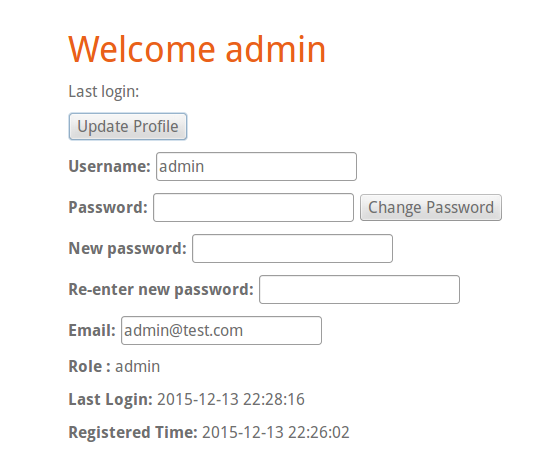 Welcome admin
Last login:
Update Profile
Username: admin
Password: Change Password
New password:
Re-enter new password:
Email: admin@test.com
Role : admin
Last Login: 2015-12-13 22:28:16
Registered Time: 2015-12-13 22:26:02